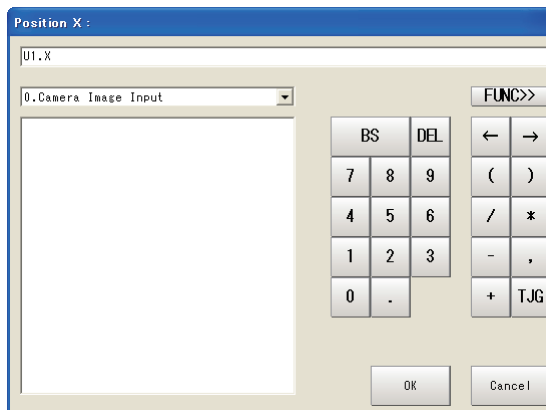 Position X :
U1.X
0.Camera Image Input
FUNC>>
BS DEL ← →
7 8 9 ( )
4 5 6 / *
1 2 3 - ,
0 . + TJG
OK Cancel